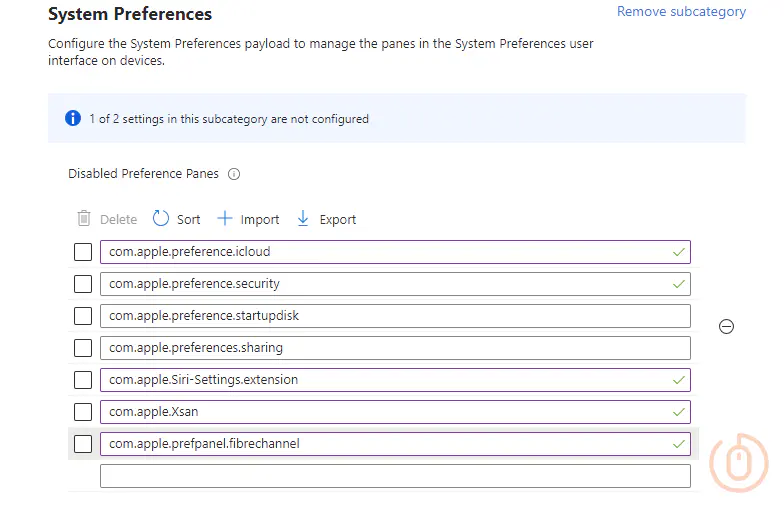 System Preferences
Remove subcategory
Configure the System Preferences payload to manage the panes in the System Preferences user
interface on devices.
1 of 2 settings in this subcategory are not configured
Disabled Preference Panes
Delete Sort Import Export
com.apple.preference.icloud
com.apple.preference.security
com.apple.preference.startupdisk
com.apple.preferences.sharing
com.apple.Siri-Settings.extension
com.apple.Xsan
com.apple.prefpanel.fibrechannel